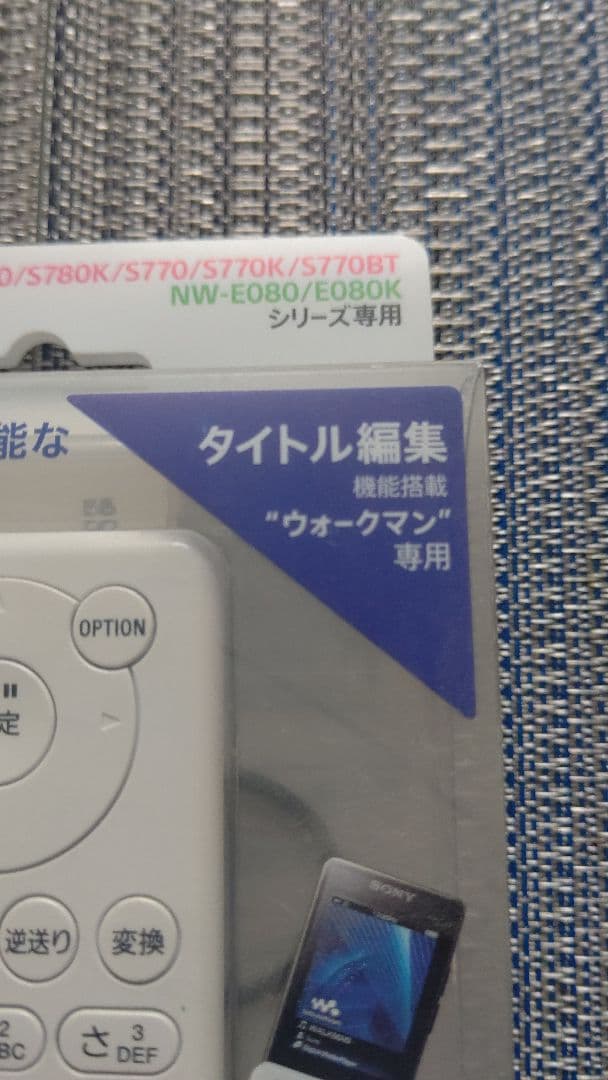 0/S780K/S770/S770K/S770BT
NW-E080/E080K
シリーズ専用
能な
タイトル編集
機能搭載
"ウォークマン"
専用
OPTION
定
逆送り
変換
2
BC
さ 3
DEF
SONY